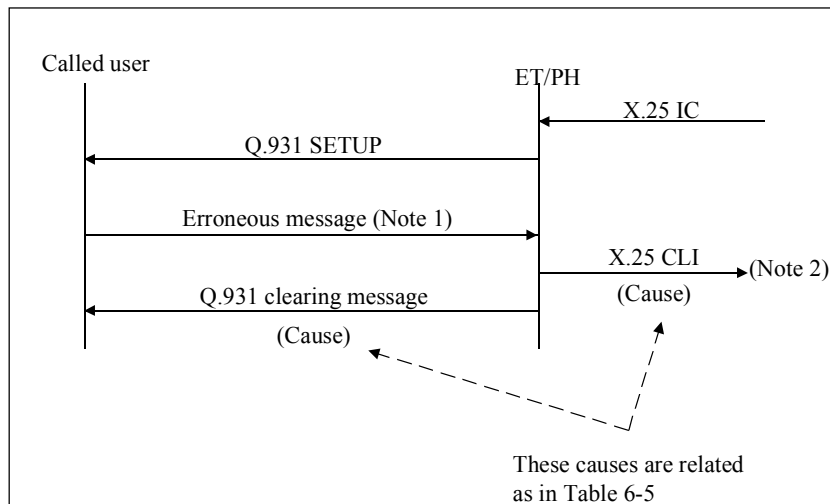 Called user
ET/PH
X.25 IC
Q.931 SETUP
Erroneous message (Note 1)
X.25 CLI
(Note 2)
(Cause)
Q.931 clearing message
(Cause)
These causes are related
as in Table 6-5